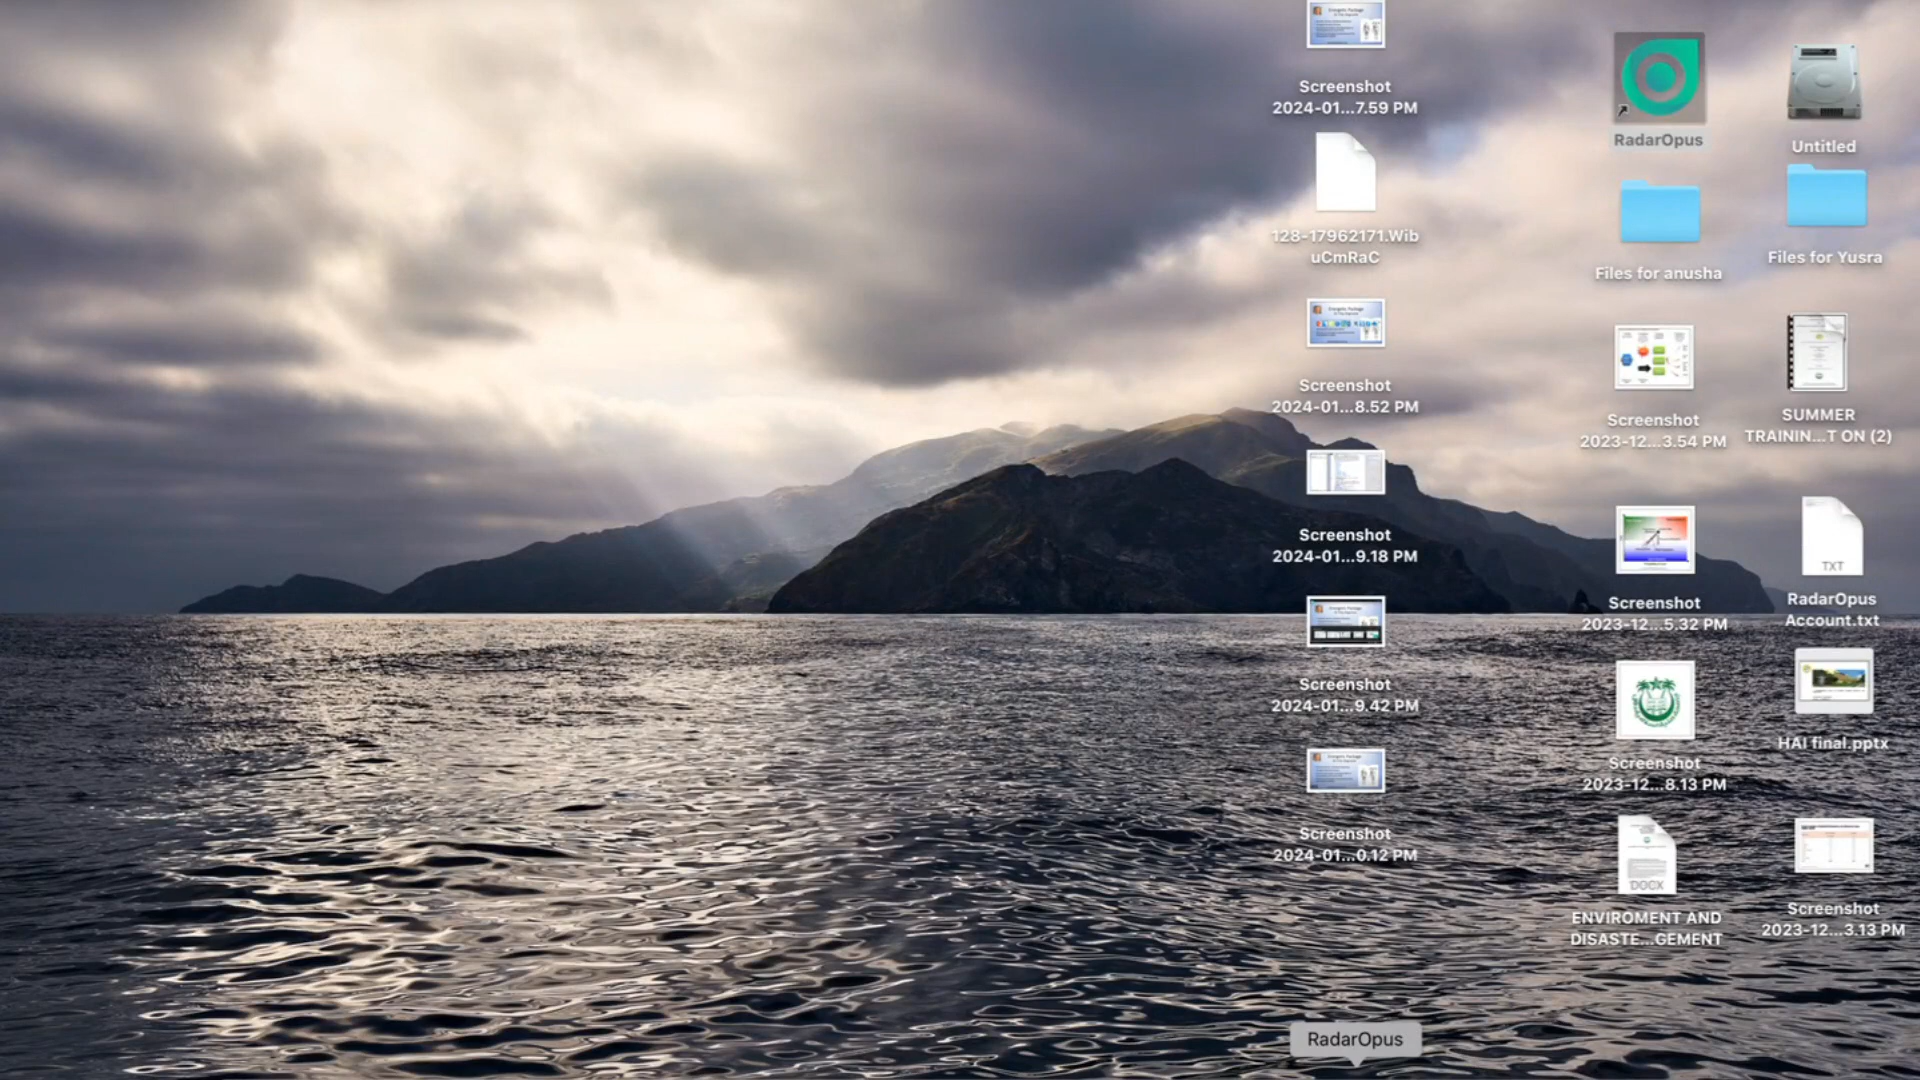 Screenshot
2024-01...7.59 PM
128-17962171.Wib
uCmRaC
Screenshot
2024-01...8.52 PM
Screenshot
2024-01...9.18 PM
Screenshot
2024-01...9.42 PM
Screenshot
2024-01...0.12 PM
RadarOpus
Files for anusha
Screenshot
2023-12...3.54 PM
Screenshot
2023-12...5.32 PM
Screenshot
2023-12...8.13 PM
DOCX
ENVIROMENT AND
DISASTE...GEMENT
Untitled
Files for Yusra
SUMMER
TRAININ...T ON (2)
TXT
RadarOpus
Account.txt
HAI final.pptx
Screenshot
2023-12...3.13 PM
RadarOpus